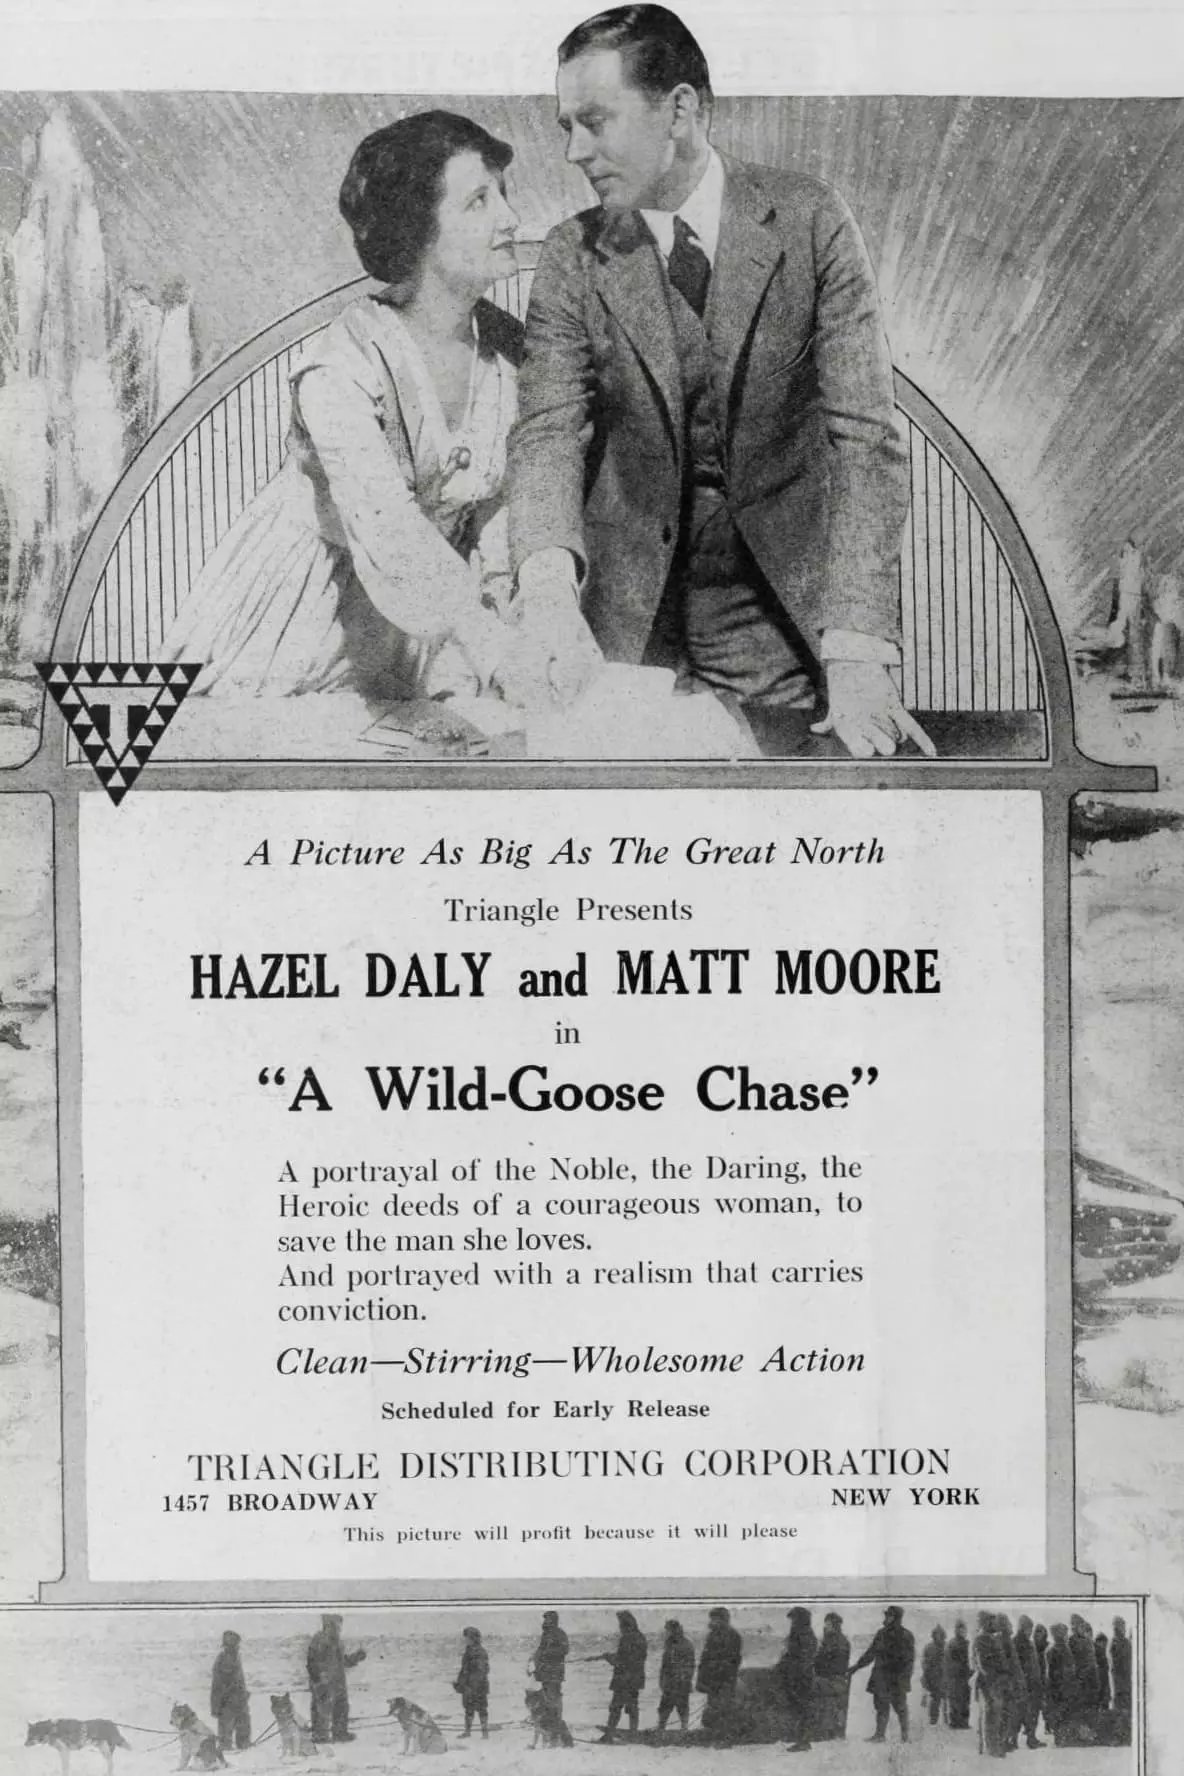 T
A Picture As Big As The Great North
Triangle Presents
HAZEL DALY and MATT MOORE
in
“A Wild-Goose Chase”
A portrayal of the Noble, the Daring, the
Heroic deeds of a courageous woman, to
save the man she loves.
And portrayed with a realism that carries
conviction.
Clean—Stirring—Wholesome Action
Scheduled for Early Release
TRIANGLE DISTRIBUTING CORPORATION
1457 BROADWAY NEW YORK
This picture will profit because it will please